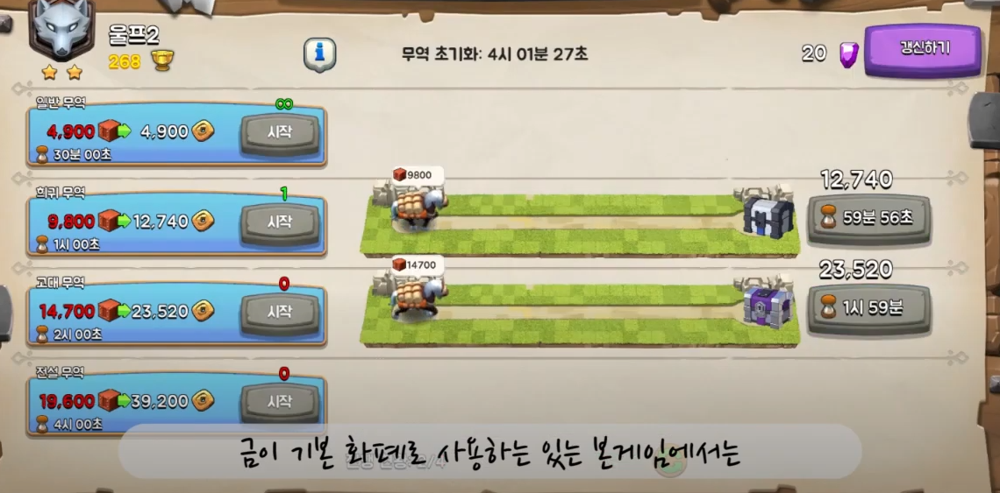 울프2
268
무역 초기화: 4시 01분 27초
20
갱신하기
일반 무역
∞
4,900 4,900
시작
30분 00초
희귀 무역
1
9,800 12,740
시작
1시 00초
9800
12,740
59분 56초
고대 무역
0
14,700 23,520
시작
2시 00초
14700
23,520
1시 59분
전설 무역
0
19,600 39,200
시작
4시 00초
금이 기본 화폐로 사용하는 있는 본게임에서는